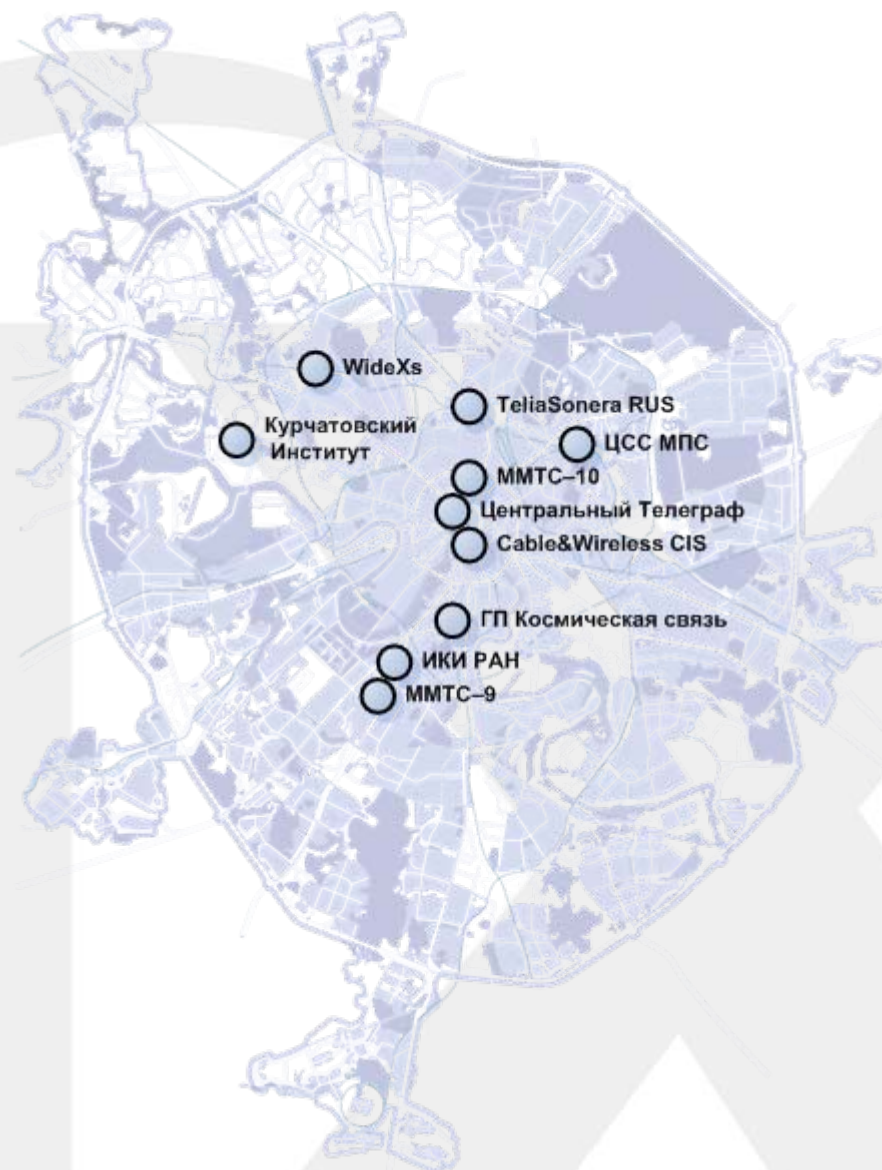 WideXs
TeliaSonera RUS
Курчатовский
Институт
ЦСС МПС
ММТС–10
Центральный Телеграф
Cable&Wireless CIS
ГП Космическая связь
ИКИ РАН
ММТС–9